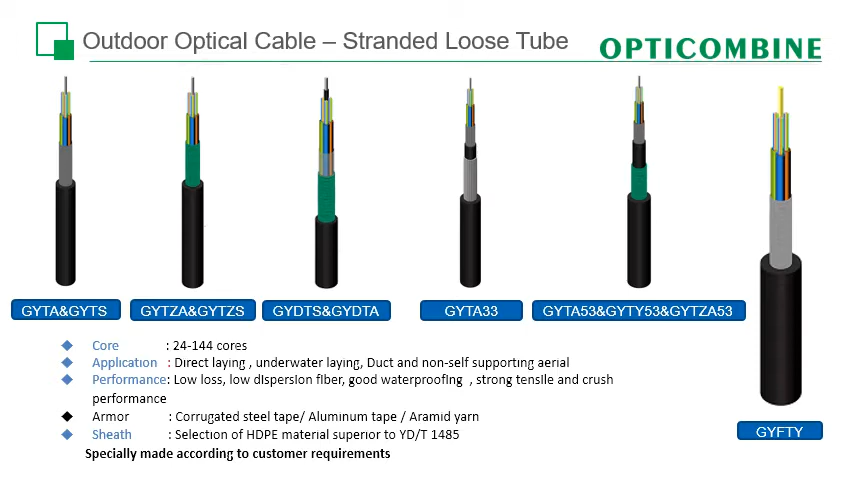 Outdoor Optical Cable – Stranded Loose Tube
OPTICOMBINE
GYTA&GYTS
GYTZA&GYTZS
GYDTS&GYDTA
GYTA33
GYTA53&GYTY53&GYTZA53
GYFTY
Core : 24-144 cores
Application : Direct laying , underwater laying, Duct and non-self supporting aerial
Performance: Low loss, low dispersion fiber, good waterproofing , strong tensile and crush
performance
Armor : Corrugated steel tape/ Aluminum tape / Aramid yarn
Sheath : Selection of HDPE material superior to YD/T 1485
Specially made according to customer requirements